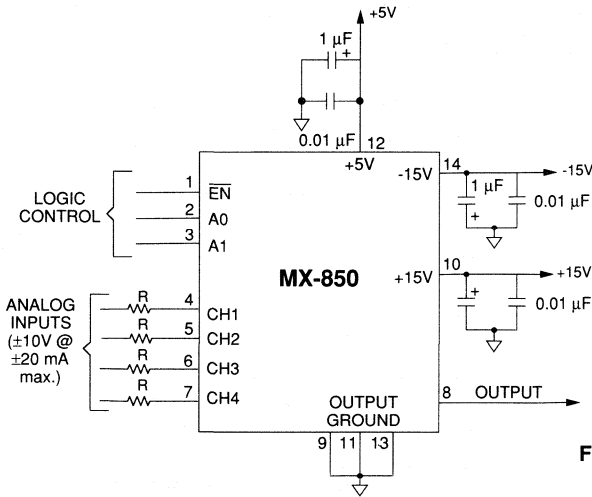 +5V
1 µF
+
0.01 µF
12
+5V
14
-15V
-15V
1 µF
0.01 µF
+
LOGIC
CONTROL
1
EN
2
A0
3
A1
MX-850
10
+15V
+15V
+
0.01 µF
ANALOG
INPUTS
(±10V @
±20 mA
max.)
R
4
CH1
R
5
CH2
R
6
CH3
R
7
CH4
OUTPUT
GROUND
8
OUTPUT
9
11
13
F